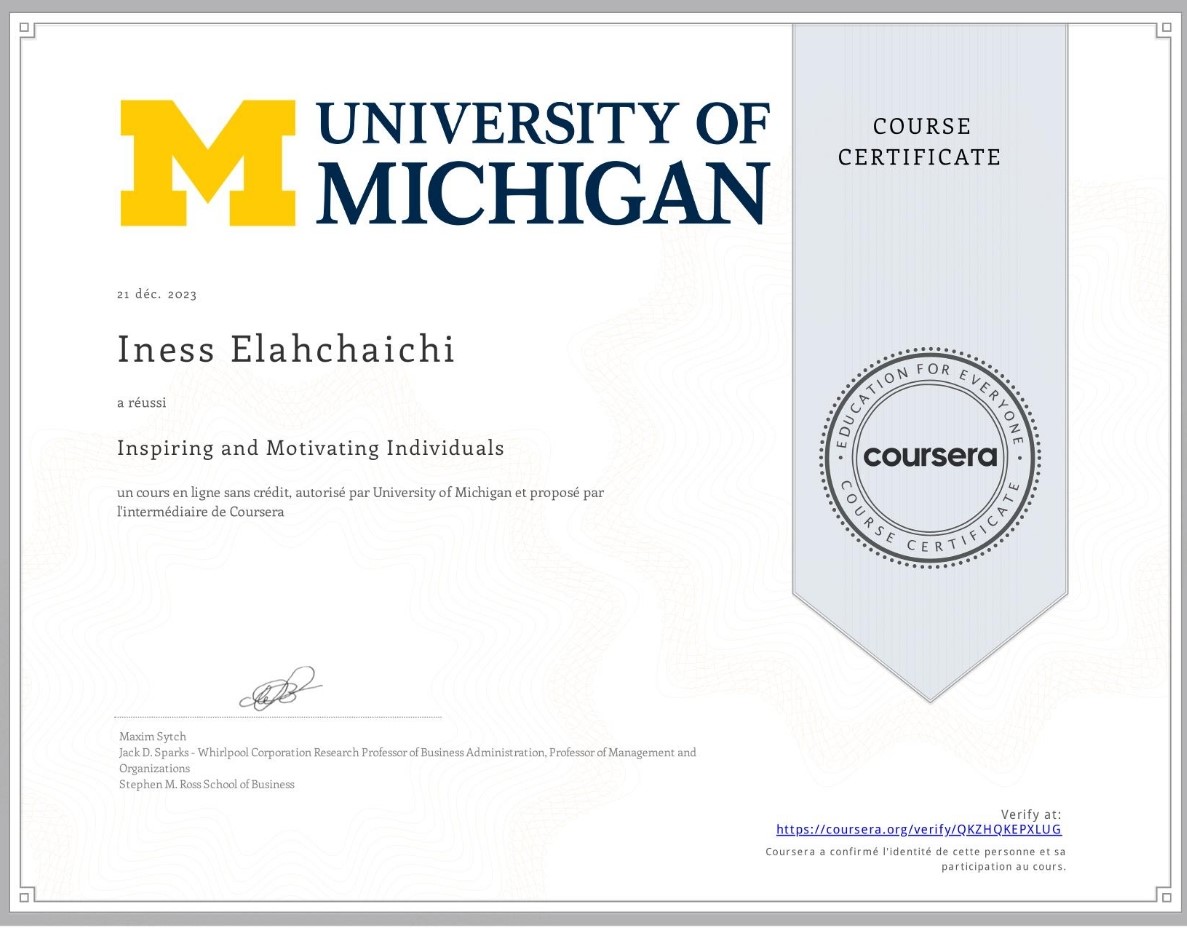 M UNIVERSITY OF
MICHIGAN
COURSE
CERTIFICATE
21 déc. 2023
Iness Elahchaichi
a réussi
Inspiring and Motivating Individuals
un cours en ligne sans crédit, autorisé par University of Michigan et proposé par
l'intermédiaire de Coursera
EDUCATION FOR EVERYONE
coursera
COURSE CERTIFICATE
Maxim Sytch
Jack D. Sparks - Whirlpool Corporation Research Professor of Business Administration, Professor of Management and
Organizations
Stephen M. Ross School of Business
Verify at:
https://coursera.org/verify/QKZHQKEPXLUG
Coursera a confirmé l'identité de cette personne et sa
participation au cours.